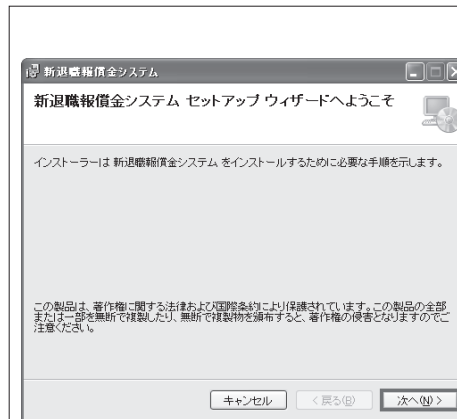 新退職報償金システム
新退職報償金システム セットアップ ウィザードへようこそ
インストーラーは 新退職報償金システム をインストールするために必要な手順を示します。
この製品は、著作権に関する法律および国際条約により保護されています。この製品の全部
または一部を無断で複製したり、無断で複製物を頒布すると、著作権の侵害となりますのでご
注意ください。
キャンセル
< 戻る(B)
次へ(N) >